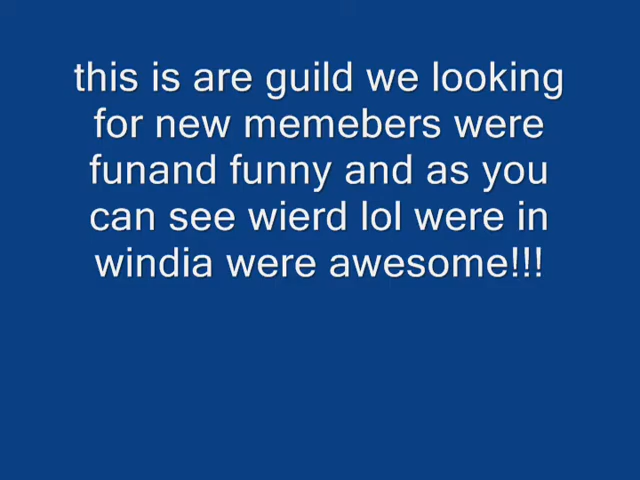 this is are guild we looking
for new memebers were
funand funny and as you
can see wierd lol were in
windia were awesome!!!